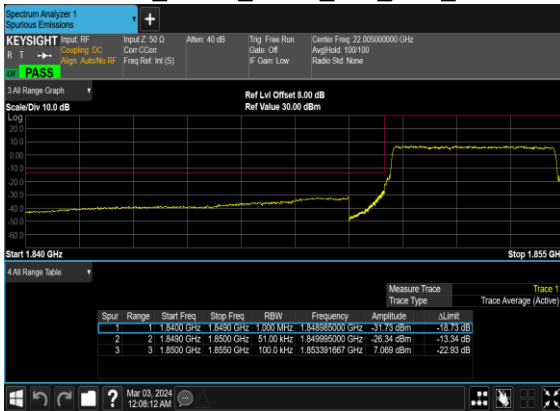 Spectrum Analyzer 1
Spurious Emissions
KEYSIGHT Input: RF Input Z: 50 Ω Atten: 40 dB Trig: Free Run Center Freq: 22.005000000 GHz
R T Coupling: DC Corr CCorr Gate: Off Avg|Hold: 100/100
Align: Auto/No RF Freq Ref: Int (S) IF Gain: Low Radio Std: None
PASS
3 All Range Graph Ref Lvl Offset 8.00 dB
Scale/Div 10.0 dB Ref Value 30.00 dBm
Log
20.0
10.0
0.00
-10.0
-20.0
-30.0
-40.0
-50.0
-60.0
Start 1.840 GHz Stop 1.855 GH
4 All Range Table
Measure Trace Trace 1
Trace Type Trace Average (Active)
Spur Range Start Freq Stop Freq RBW Frequency Amplitude ΔLimit
1 1 1.8400 GHz 1.8490 GHz 1.000 MHz 1.848985000 GHz -31.73 dBm -18.73 dB
2 2 1.8490 GHz 1.8500 GHz 51.00 kHz 1.849995000 GHz -26.34 dBm -13.34 dB
3 3 1.8500 GHz 1.8550 GHz 100.0 kHz 1.853391667 GHz 7.069 dBm -22.93 dB
? Mar 03, 2024
12:08:12 AM